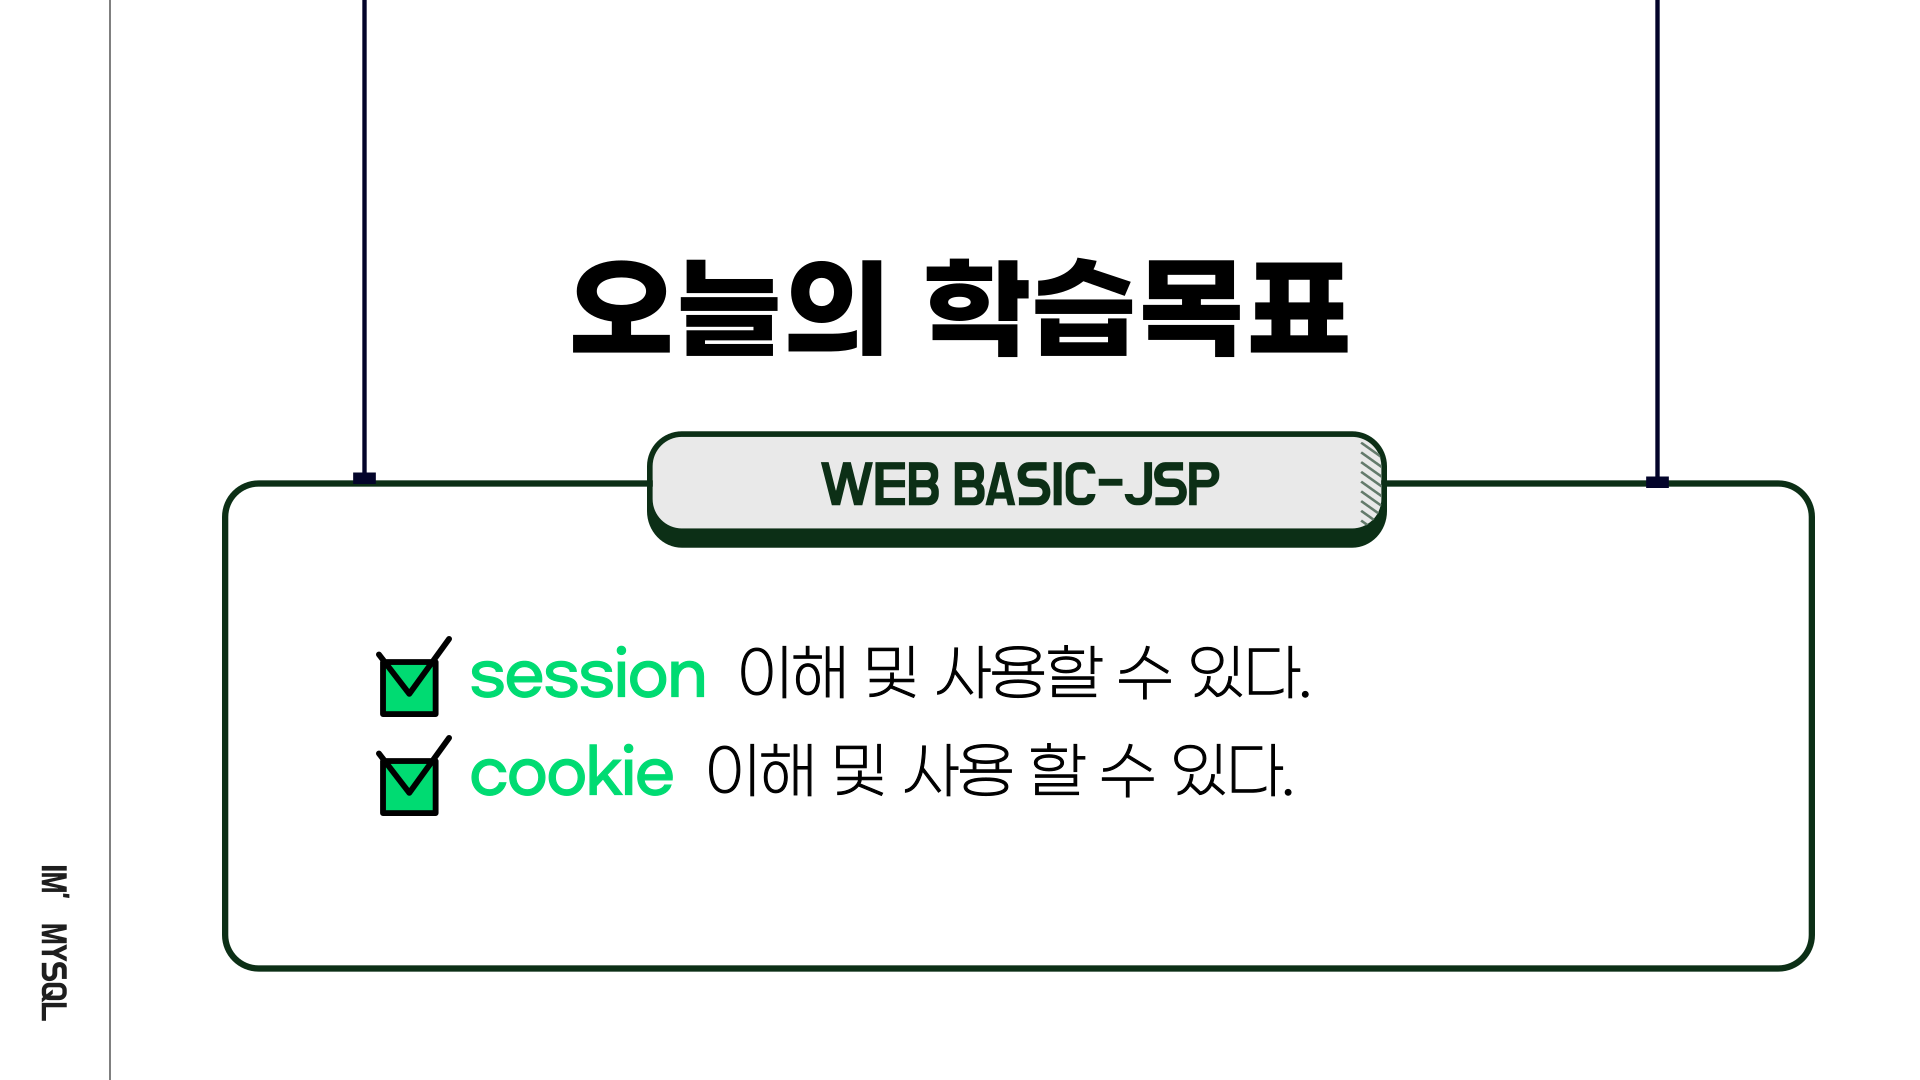 오늘의 학습목표
WEB BASIC-JSP
session 이해 및 사용할 수 있다.
cookie 이해 및 사용 할 수 있다.
IM' MYSQL